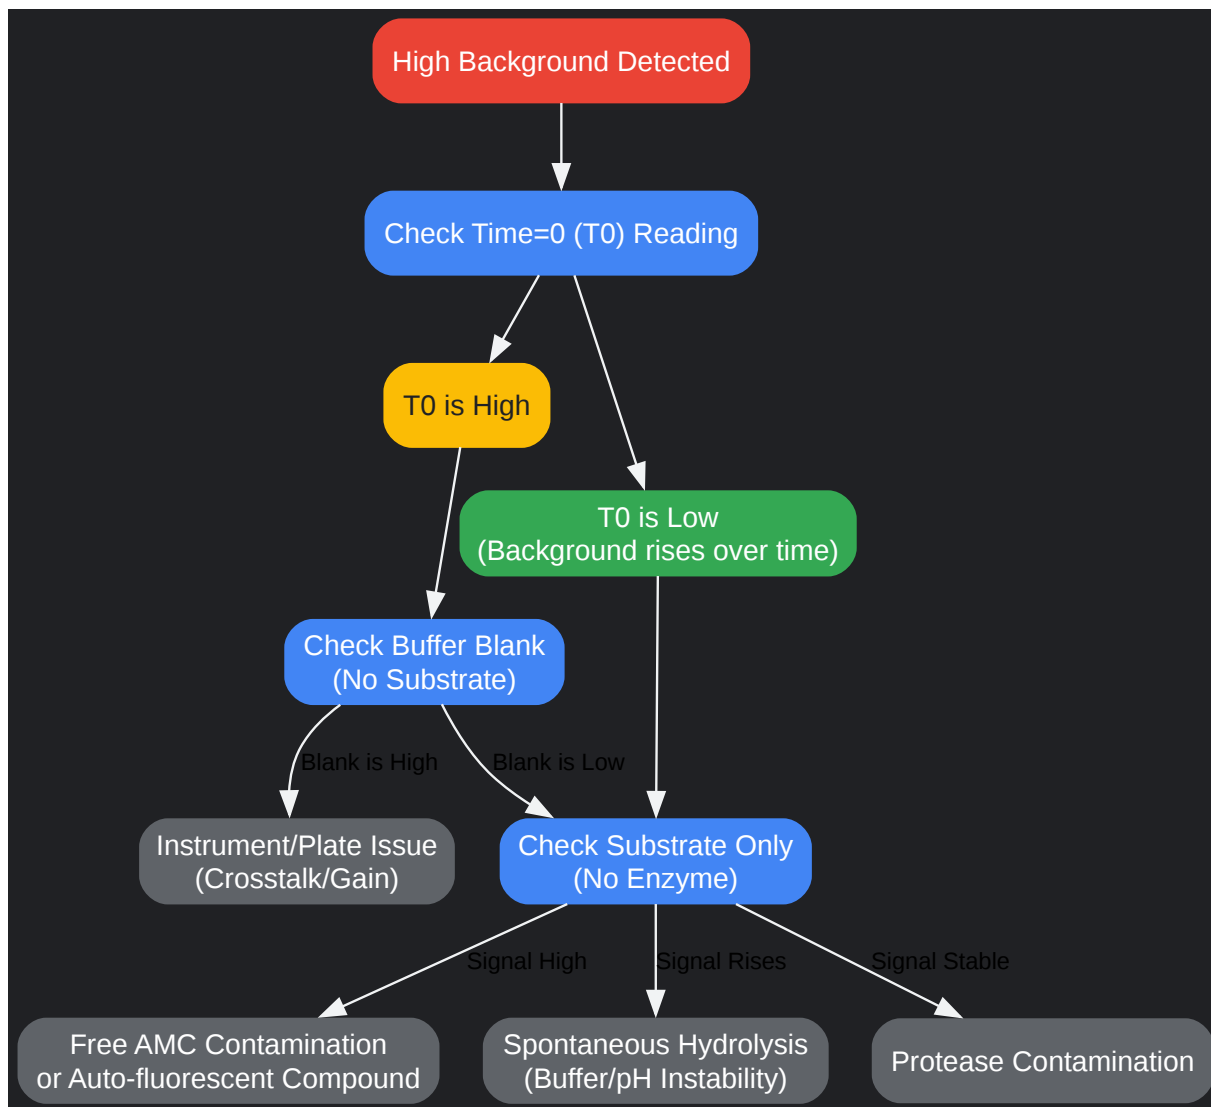 High Background Detected
Check Time=0 (T0) Reading
T0 is High
T0 is Low
(Background rises over time)
Check Buffer Blank
(No Substrate)
Blank is High
Blank is Low
Instrument/Plate Issue
(Crosstalk/Gain)
Check Substrate Only
(No Enzyme)
Signal High
Signal Rises
Signal Stable
Free AMC Contamination
or Auto-fluorescent Compound
Spontaneous Hydrolysis
(Buffer/pH Instability)
Protease Contamination